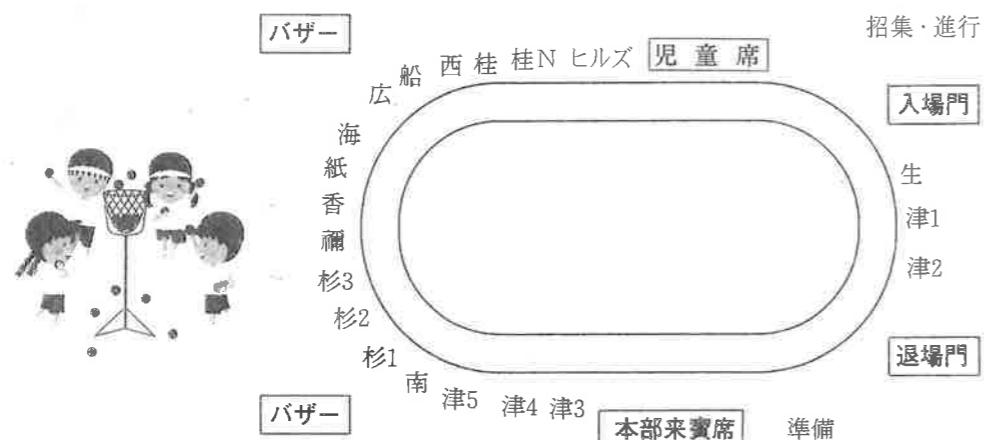 バザー
招集・進行
児童席
ヒルズ
桂N
桂
西
船
広
海
紙
香
禰
杉3
杉2
杉1
南
津5
津4
津3
入場門
生
津1
津2
退場門
バザー
本部来賓席
準備